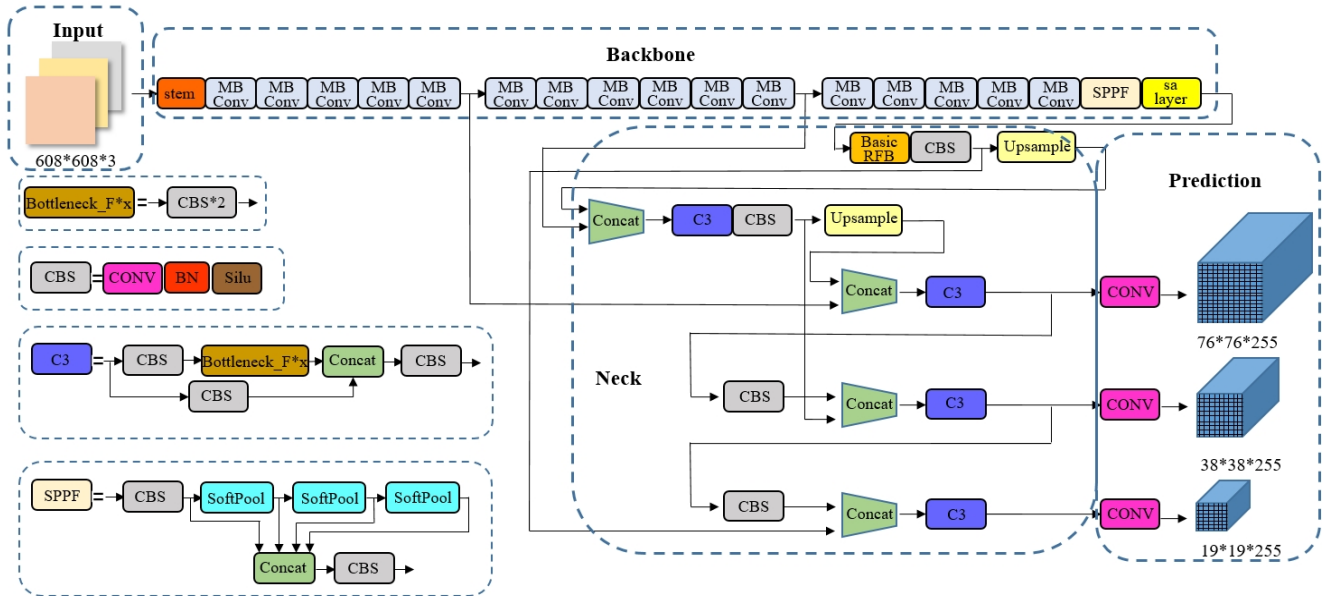 Input
608*608*3
Backbone
stem
MB
Conv
MB
Conv
MB
Conv
MB
Conv
MB
Conv
MB
Conv
MB
Conv
MB
Conv
MB
Conv
MB
Conv
MB
Conv
MB
Conv
MB
Conv
MB
Conv
MB
Conv
MB
Conv
SPPF
sa
layer
Basic
RFB
CBS
Upsample
Concat
C3
CBS
Upsample
Concat
C3
Neck
CBS
Concat
C3
CBS
Concat
C3
Prediction
CONV
76*76*255
CONV
38*38*255
CONV
19*19*255
Bottleneck_F*x
=
CBS*2
CBS
=
CONV
BN
Silu
C3
=
CBS
Bottleneck_F*x
Concat
CBS
CBS
SPPF
=
CBS
SoftPool
SoftPool
SoftPool
Concat
CBS